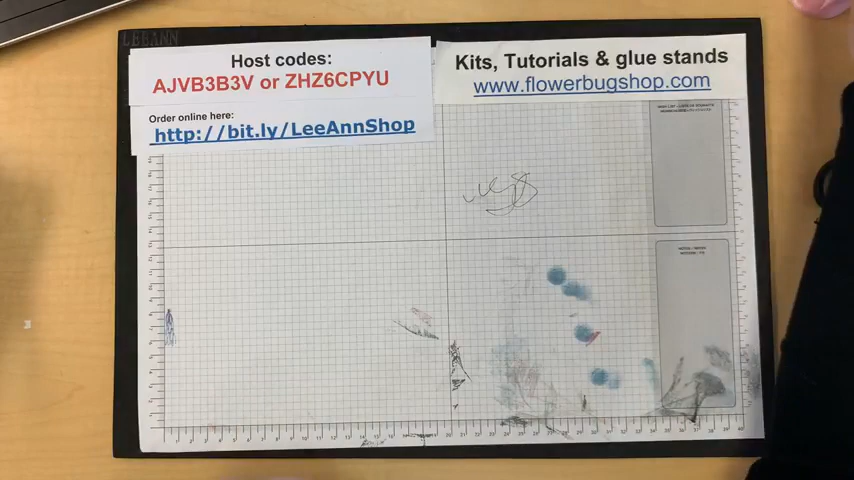 LEEANN
Host codes:
AJVB3B3V or ZHZ6CPYU
Order online here:
http://bit.ly/LeeAnnShop
Kits, Tutorials & glue stands
www.flowerbugshop.com